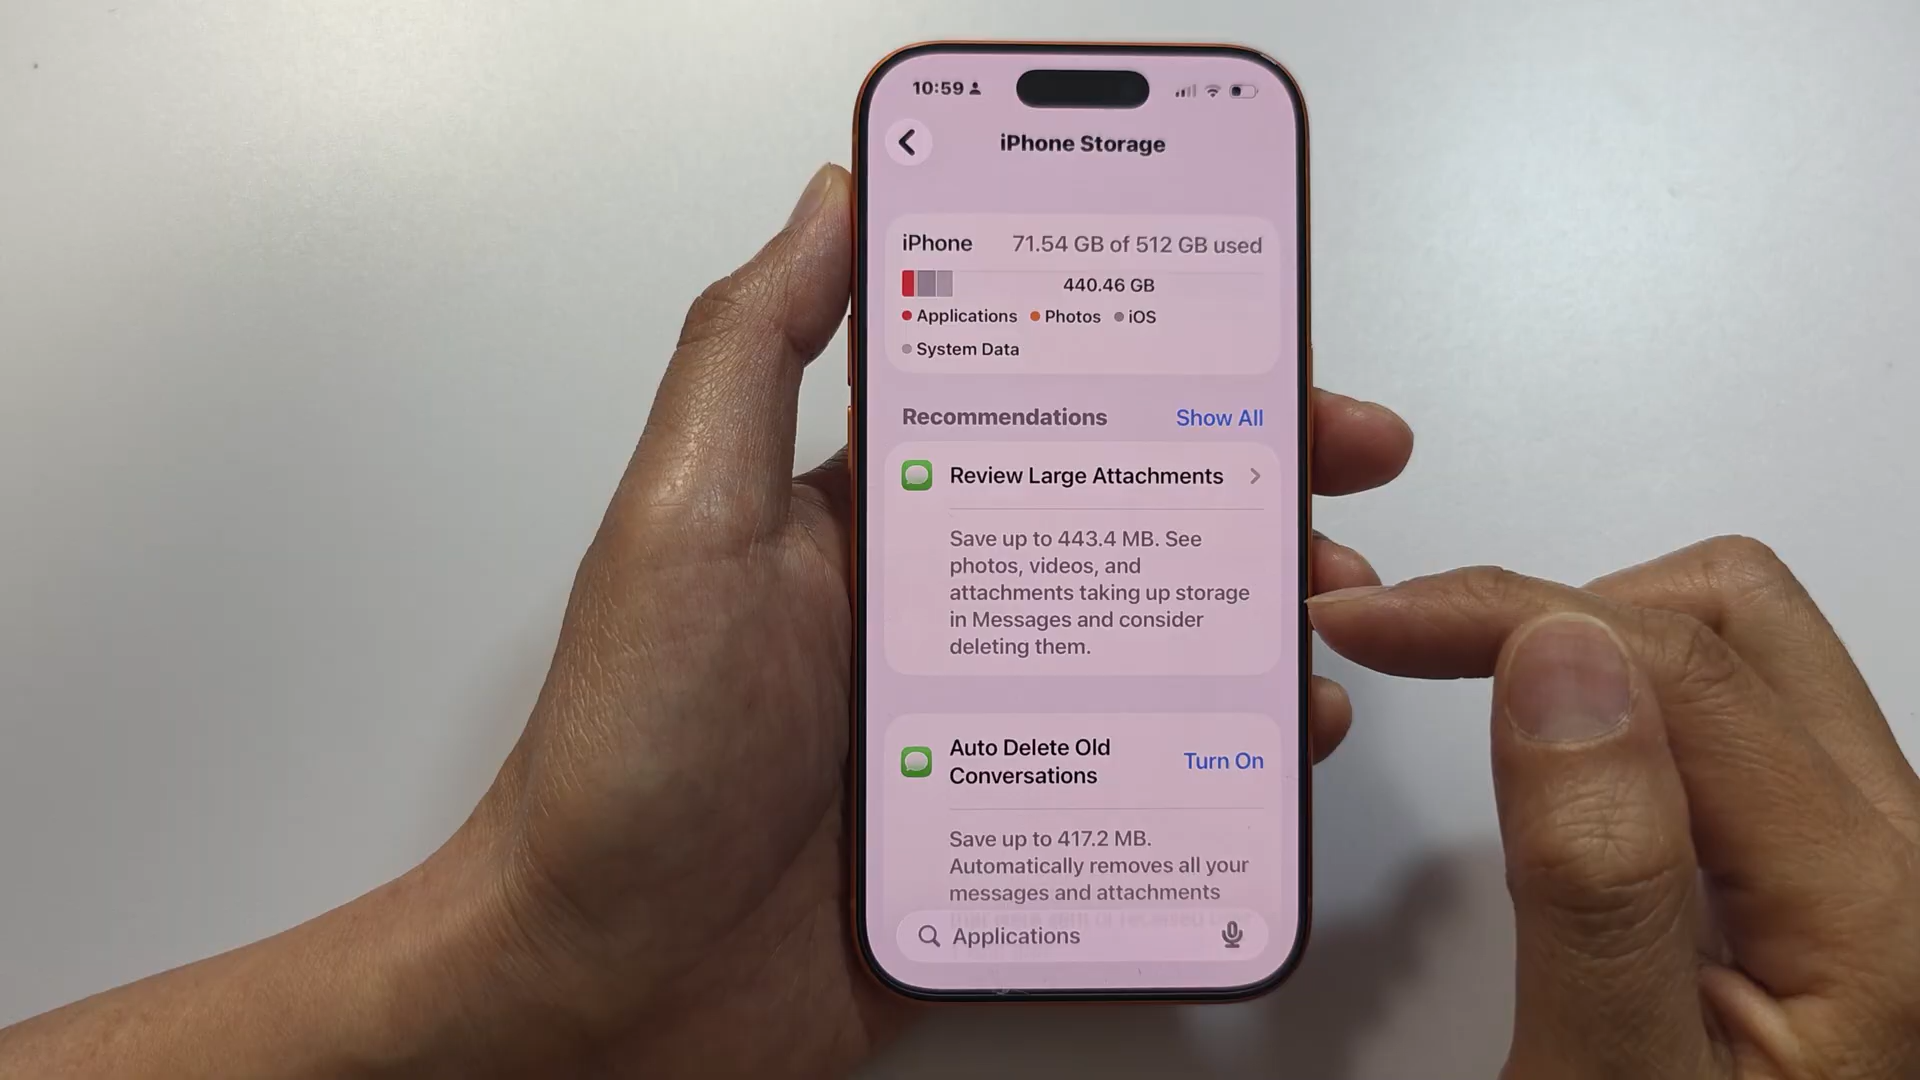 10:59
iPhone Storage
iPhone 71.54 GB of 512 GB used
440.46 GB
Applications Photos iOS
System Data
Recommendations Show All
Review Large Attachments
Save up to 443.4 MB. See
photos, videos, and
attachments taking up storage
in Messages and consider
deleting them.
Auto Delete Old
Conversations
Turn On
Save up to 417.2 MB.
Automatically removes all your
messages and attachments
Applications